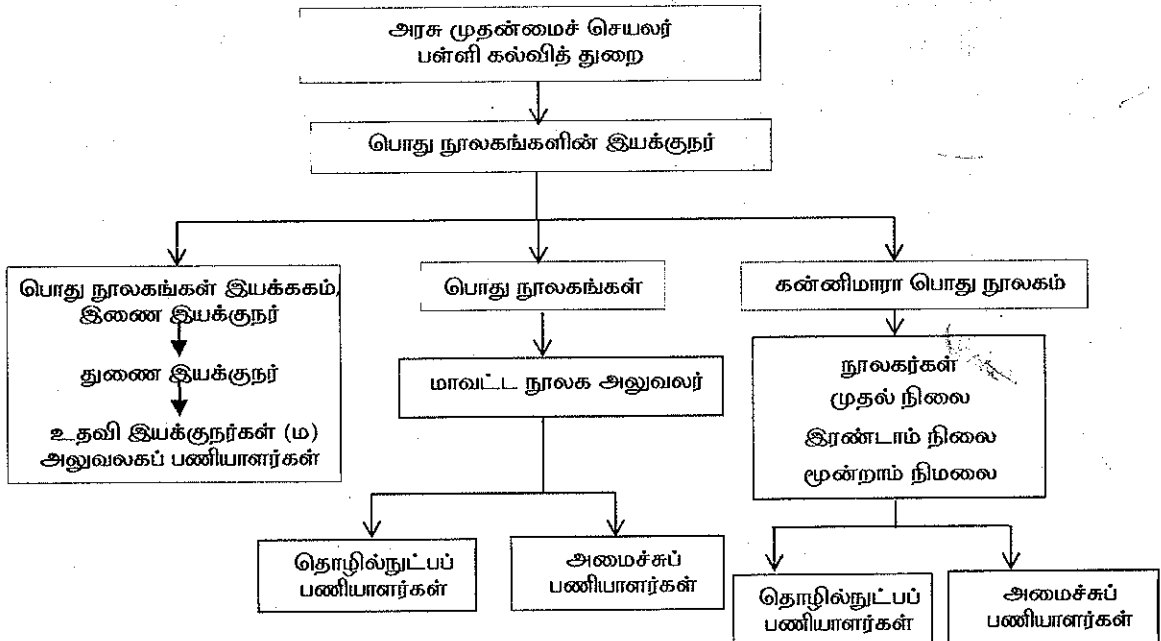 அரசு முதன்மைச் செயலர்
பள்ளி கல்வித் துறை
பொது நூலகங்களின் இயக்குநர்
பொது நூலகங்கள் இயக்ககம்,
இணை இயக்குநர்
துணை இயக்குநர்
உதவி இயக்குநர்கள் (ம)
அலுவலகப் பணியாளர்கள்
பொது நூலகங்கள்
மாவட்ட நூலக அலுவலர்
தொழில்நுட்பப்
பணியாளர்கள்
அமைச்சுப்
பணியாளர்கள்
கன்னிமாரா பொது நூலகம்
நூலகர்கள்
முதல் நிலை
இரண்டாம் நிலை
மூன்றாம் நிமலை
தொழில்நுட்பப்
பணியாளர்கள்
அமைச்சுப்
பணியாளர்கள்